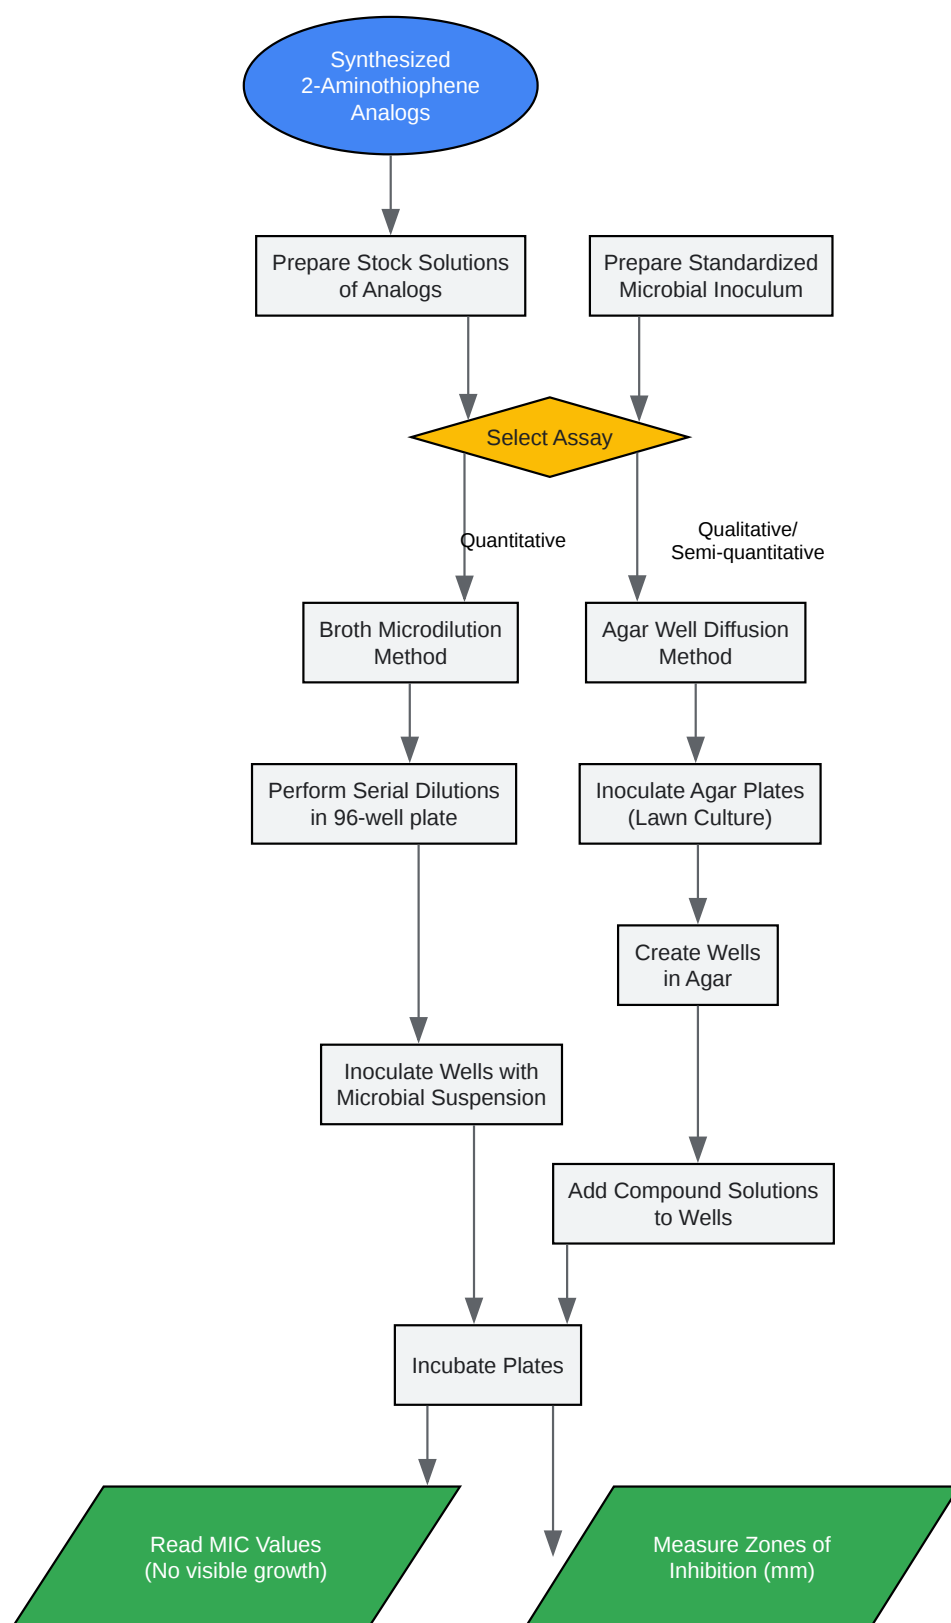 Synthesized
2-Aminothiophene
Analogs
Prepare Stock Solutions
of Analogs
Prepare Standardized
Microbial Inoculum
Select Assay
Quantitative
Qualitative/
Semi-quantitative
Broth Microdilution
Method
Agar Well Diffusion
Method
Perform Serial Dilutions
in 96-well plate
Inoculate Agar Plates
(Lawn Culture)
Create Wells
in Agar
Inoculate Wells with
Microbial Suspension
Add Compound Solutions
to Wells
Incubate Plates
Read MIC Values
(No visible growth)
Measure Zones of
Inhibition (mm)